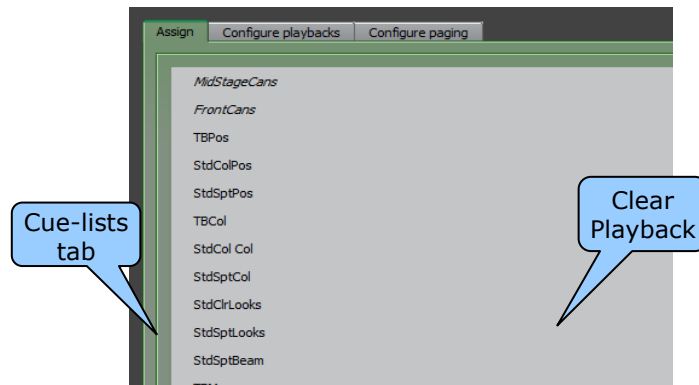 Assign Configure playbacks Configure paging
MidStageCans
FrontCans
TBPos
StdColPos
StdSptPos
TBCol
StdCol Col
StdSptCol
StdClrLooks
StdSptLooks
StdSptBeam
Cue-lists
tab
Clear
Playback